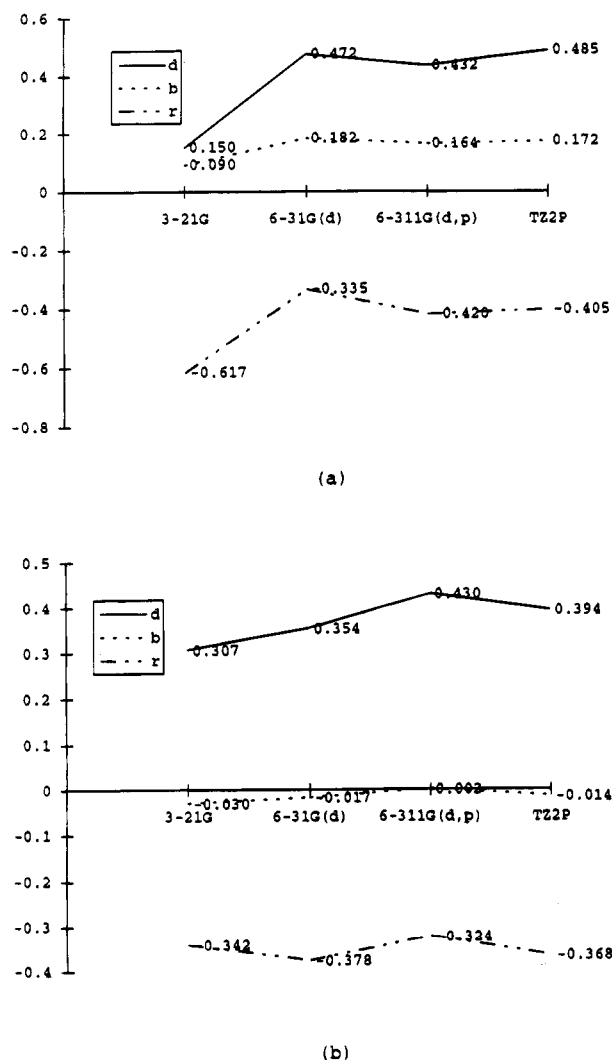 0.6
0.472
0.485
0.4
0.432
d
b
r
0.2
0.150
0.182
0.164
0.172
0.090
0
3-21G
6-31G(d)
6-311G(d,p)
TZ2P
-0.2
-0.335
-0.4
-0.420
-0.405
-0.6
-0.617
-0.8
(a)
0.5
0.430
0.4
0.394
d
b
r
0.354
0.3
0.307
0.2
0.1
0
-0.030
-0.017
0.002
-0.014
3-21G
6-31G(d)
6-311G(d,p)
TZ2P
-0.1
-0.2
-0.3
-0.342
-0.324
-0.378
-0.368
-0.4
(b)